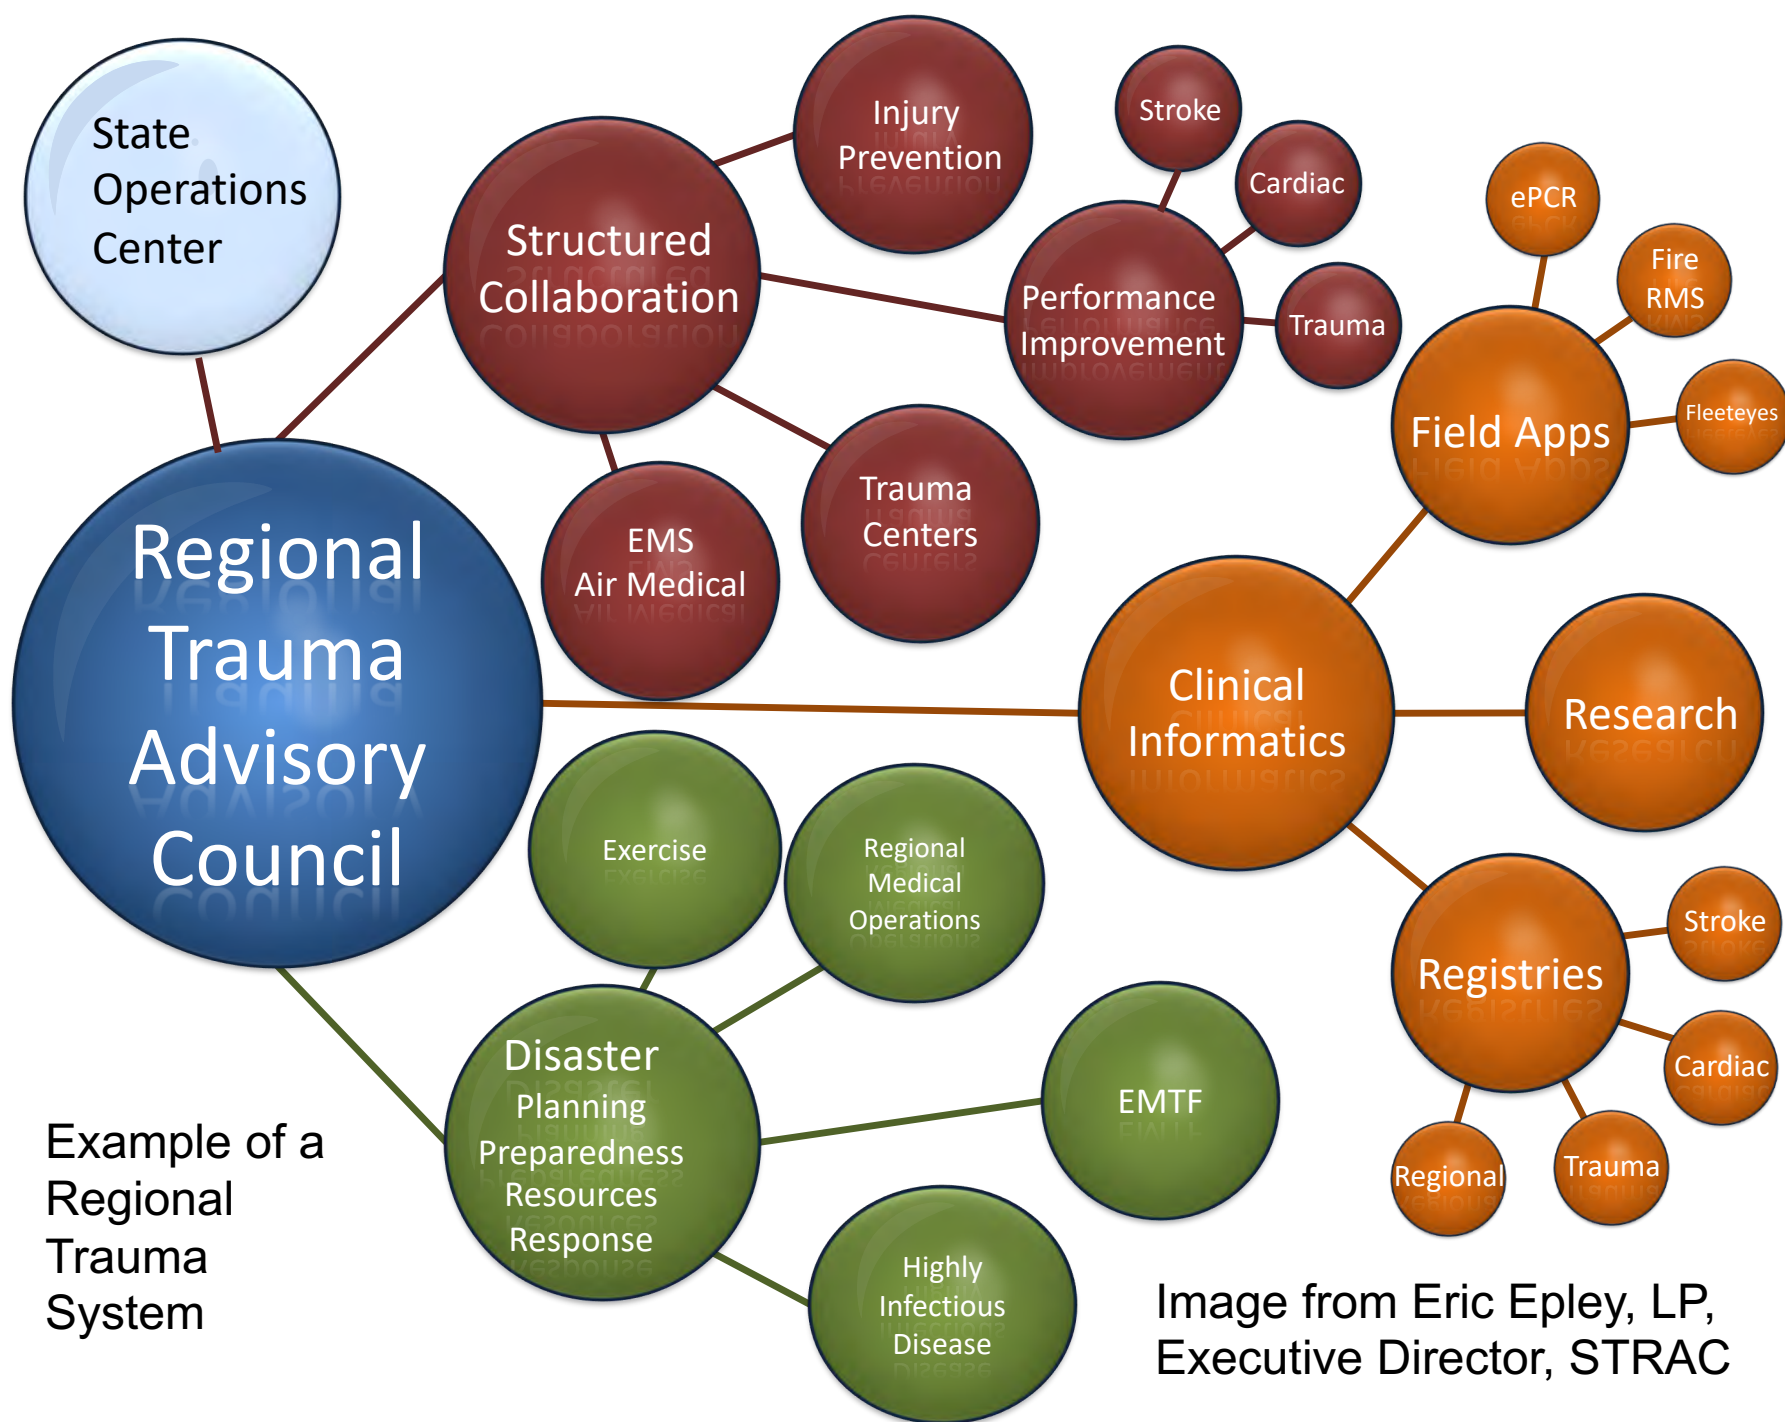 State
Operations
Center
Structured
Collaboration
Injury
Prevention
Stroke
Cardiac
Performance
Improvement
Trauma
ePCR
Fire
RMS
Fleeteyes
Field Apps
Trauma
Centers
EMS
Air Medical
Regional
Trauma
Advisory
Council
Clinical
Informatics
Research
Exercise
Regional
Medical
Operations
Registries
Stroke
Cardiac
Trauma
Regional
Disaster
Planning
Preparedness
Resources
Response
EMTF
Highly
Infectious
Disease
Example of a
Regional
Trauma
System
Image from Eric Epley, LP,
Executive Director, STRAC